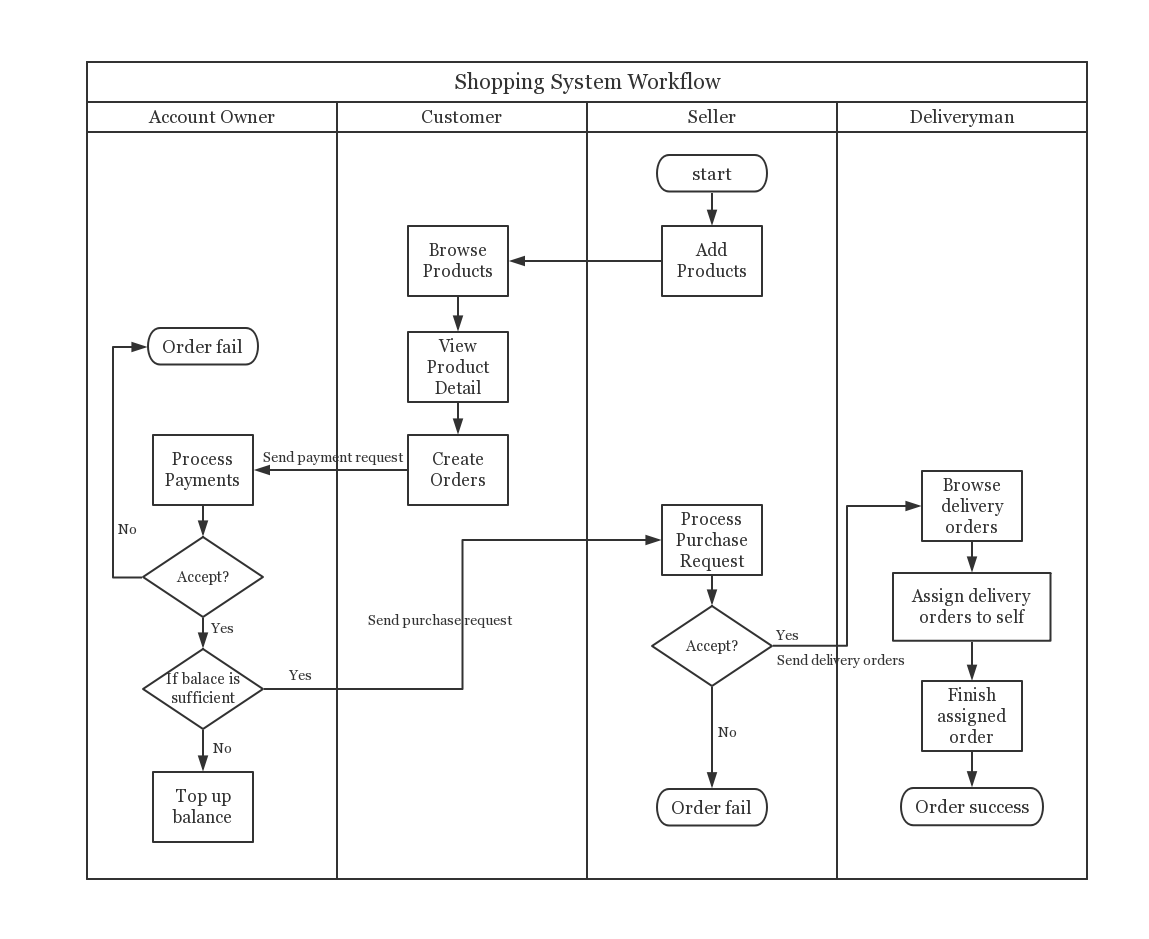 Shopping System Workflow
Account Owner
Customer
Seller
Deliveryman
start
Browse
Products
Add
Products
Order fail
View
Product
Detail
Process
Payments
Send payment request
Create
Orders
Browse
delivery
orders
No
Process
Purchase
Request
Accept?
Assign delivery
orders to self
Yes
Send purchase request
Accept?
Yes
Send delivery orders
If balace is
sufficient
Yes
Finish
assigned
order
No
No
Top up
balance
Order fail
Order success